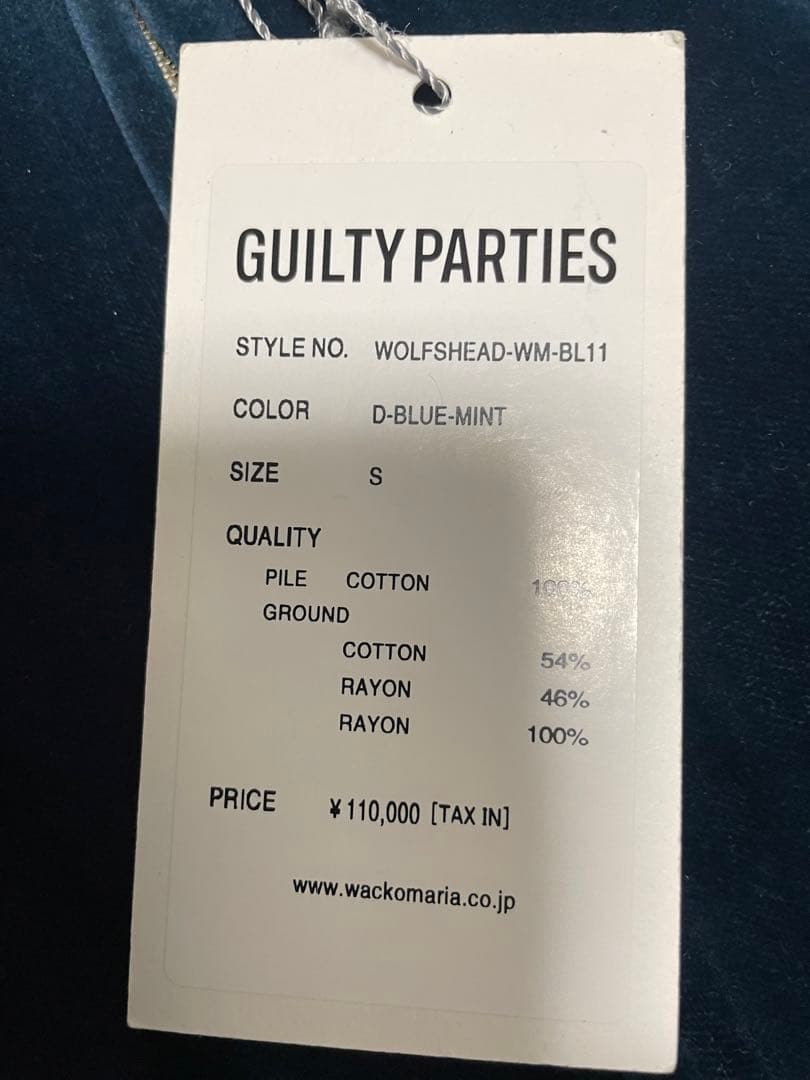 GUILTY PARTIES
STYLE NO. WOLFSHEAD-WM-BL11
COLOR D-BLUE-MINT
SIZE S
QUALITY
PILE COTTON 100%
GROUND
COTTON 54%
RAYON 46%
RAYON 100%
PRICE ¥110,000 [TAX IN]
www.wackomaria.co.jp